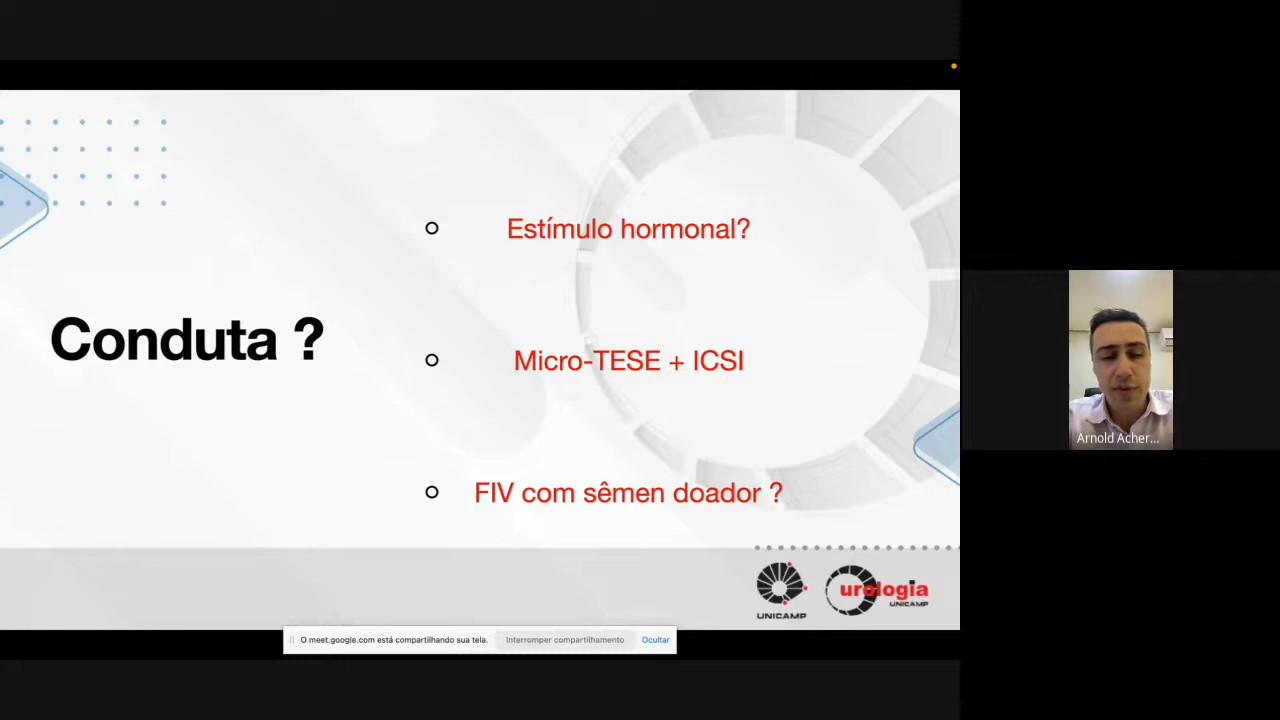 Estímulo hormonal?
Conduta ?
Micro-TESE + ICSI
FIV com sêmen doador ?
UNICAMP
urologia
UNICAMP
O meet.google.com está compartilhando sua tela.
Interromper compartilhamento
Ocultar
Arnold Acher...